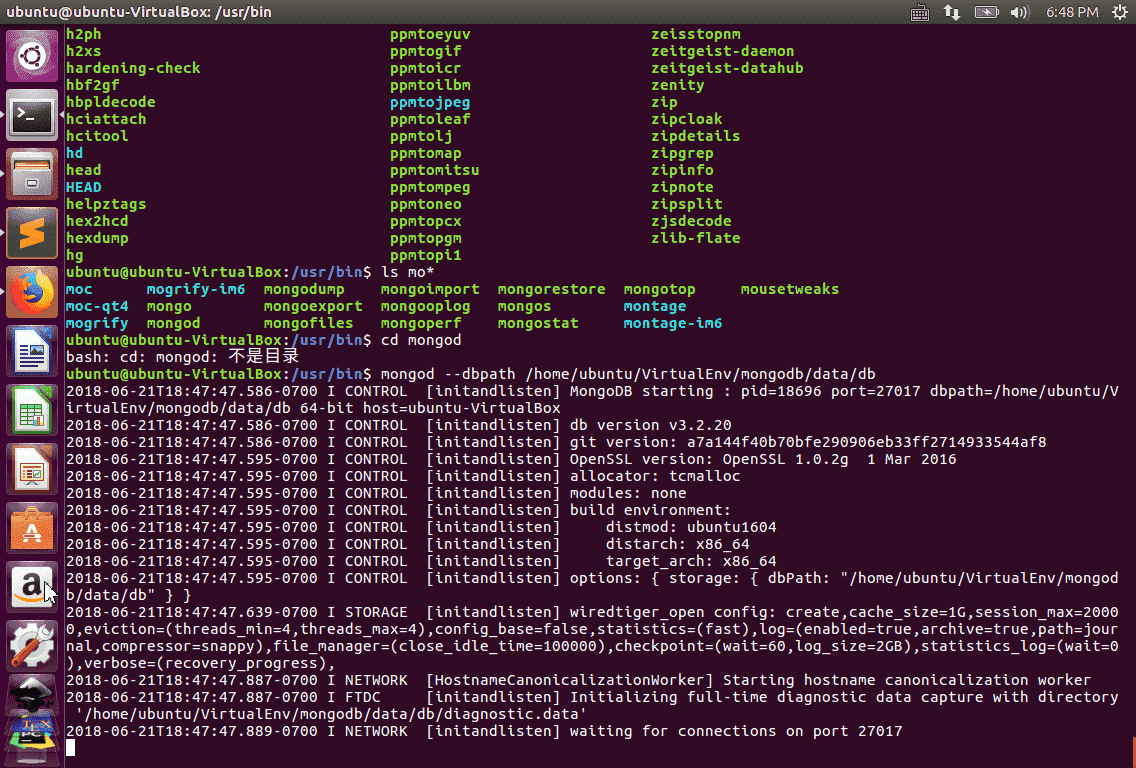 ubuntu@ubuntu-VirtualBox: /usr/bin 6:48 PM
h2ph ppmtoeyuv zeisstopnm
h2xs ppmtogif zeitgeist-daemon
hardening-check ppmtoicr zeitgeist-datahub
hbf2gf ppmtoilbm zenity
hbpldecode ppmtojpeg zip
hciattach ppmtoleaf zipcloak
hcitool ppmtolj zipdetails
hd ppmtomap zipgrep
head ppmtomitsu zipinfo
HEAD ppmtompeg zipnote
helpztags ppmtoneo zipsplit
hex2hcd ppmtopcx zjsdecode
hexdump ppmtopgm zlib-flate
hg ppmtopi1
ubuntu@ubuntu-VirtualBox:/usr/bin$ ls mo*
moc mogrify-im6 mongodump mongoimport mongorestore mongotop mousetweaks
moc-qt4 mongo mongoexport mongooplog mongos montage
mogrify mongod mongofiles mongoperf mongostat montage-im6
ubuntu@ubuntu-VirtualBox:/usr/bin$ cd mongod
bash: cd: mongod: 不是目录
ubuntu@ubuntu-VirtualBox:/usr/bin$ mongod --dbpath /home/ubuntu/VirtualEnv/mongodb/data/db
2018-06-21T18:47:47.586-0700 I CONTROL  [initandlisten] MongoDB starting : pid=18696 port=27017 dbpath=/home/ubuntu/V
irtualEnv/mongodb/data/db 64-bit host=ubuntu-VirtualBox
2018-06-21T18:47:47.586-0700 I CONTROL  [initandlisten] db version v3.2.20
2018-06-21T18:47:47.586-0700 I CONTROL  [initandlisten] git version: a7a144f40b70bfe290906eb33ff2714933544af8
2018-06-21T18:47:47.595-0700 I CONTROL  [initandlisten] OpenSSL version: OpenSSL 1.0.2g  1 Mar 2016
2018-06-21T18:47:47.595-0700 I CONTROL  [initandlisten] allocator: tcmalloc
2018-06-21T18:47:47.595-0700 I CONTROL  [initandlisten] modules: none
2018-06-21T18:47:47.595-0700 I CONTROL  [initandlisten] build environment:
2018-06-21T18:47:47.595-0700 I CONTROL  [initandlisten]     distmod: ubuntu1604
2018-06-21T18:47:47.595-0700 I CONTROL  [initandlisten]     distarch: x86_64
2018-06-21T18:47:47.595-0700 I CONTROL  [initandlisten]     target_arch: x86_64
2018-06-21T18:47:47.595-0700 I CONTROL  [initandlisten] options: { storage: { dbPath: "/home/ubuntu/VirtualEnv/mongod
b/data/db" } }
2018-06-21T18:47:47.639-0700 I STORAGE  [initandlisten] wiredtiger_open config: create,cache_size=1G,session_max=2000
0,eviction=(threads_min=4,threads_max=4),config_base=false,statistics=(fast),log=(enabled=true,archive=true,path=jour
nal,compressor=snappy),file_manager=(close_idle_time=100000),checkpoint=(wait=60,log_size=2GB),statistics_log=(wait=0
),verbose=(recovery_progress),
2018-06-21T18:47:47.887-0700 I NETWORK  [HostnameCanonicalizationWorker] Starting hostname canonicalization worker
2018-06-21T18:47:47.887-0700 I FTDC     [initandlisten] Initializing full-time diagnostic data capture with directory
'/home/ubuntu/VirtualEnv/mongodb/data/db/diagnostic.data'
2018-06-21T18:47:47.889-0700 I NETWORK  [initandlisten] waiting for connections on port 27017